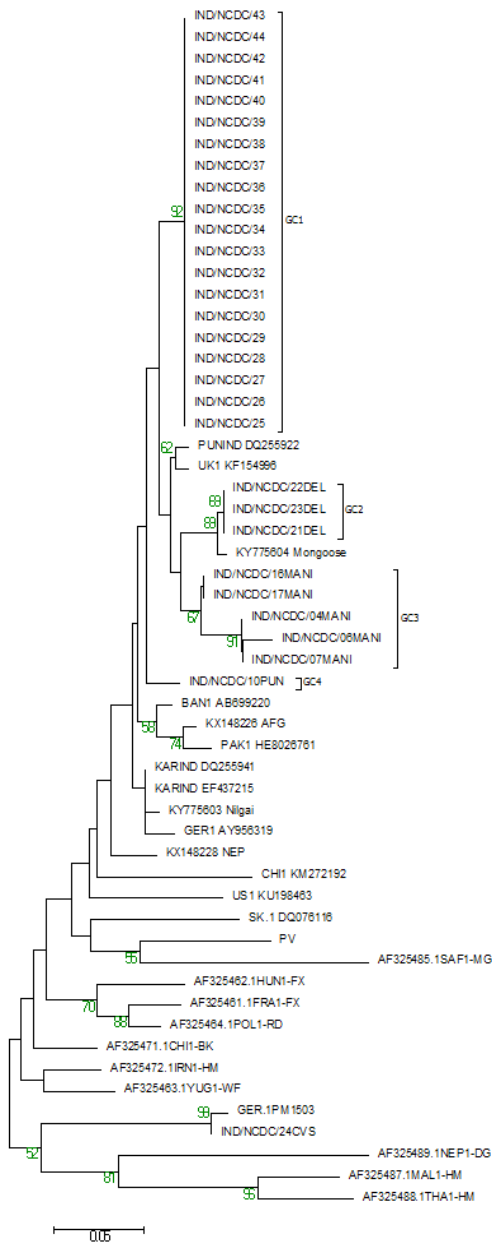 IND/NCDC/43
IND/NCDC/44
IND/NCDC/42
IND/NCDC/41
IND/NCDC/40
IND/NCDC/39
IND/NCDC/38
IND/NCDC/37
IND/NCDC/36
92 IND/NCDC/35
GC1
IND/NCDC/34
IND/NCDC/33
IND/NCDC/32
IND/NCDC/31
IND/NCDC/30
IND/NCDC/29
IND/NCDC/28
IND/NCDC/27
IND/NCDC/26
IND/NCDC/25
62 PUNIND DQ255922
UK1 KF154996
IND/NCDC/22DEL
69 IND/NCDC/23DEL GC2
89 IND/NCDC/21DEL
KY775604 Mongoose
IND/NCDC/16MANI
IND/NCDC/17MANI
67 IND/NCDC/04MANI GC3
91 IND/NCDC/06MANI
IND/NCDC/07MANI
IND/NCDC/10PUN GC4
BAN1 AB699220
58 KX148226 AFG
74 PAK1 HE8026761
KARIND DQ255941
KARIND EF437215
KY775603 Nilgai
GER1 AY956319
KX148228 NEP
CHI1 KM272192
US1 KU198463
SK.1 DQ076116
PV
55 AF325485.1SAF1-MG
AF325462.1HUN1-FX
70 AF325461.1FRA1-FX
88 AF325464.1POL1-RD
AF325471.1CHI1-BK
AF325472.1IRN1-HM
AF325463.1YUG1-WF
99 GER.1PM1503
IND/NCDC/24CVS
52 AF325489.1NEP1-DG
81 AF325487.1MAL1-HM
95 AF325488.1THA1-HM
0.05